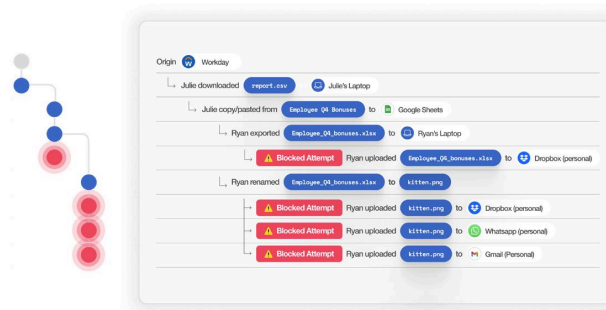 Origin Workday
Julie downloaded report.csv Julie's Laptop
Julie copy/pasted from Employee Q4 Bonuses to Google Sheets
Ryan exported Employee_Q4_bonuses.xlsx to Ryan's Laptop
Blocked Attempt Ryan uploaded Employee_Q4_bonuses.xlsx to Dropbox (personal)
Ryan renamed Employee_Q4_bonuses.xlsx to kitten.png
Blocked Attempt Ryan uploaded kitten.png to Dropbox (personal)
Blocked Attempt Ryan uploaded kitten.png to Whatsapp (personal)
Blocked Attempt Ryan uploaded kitten.png to Gmail (Personal)